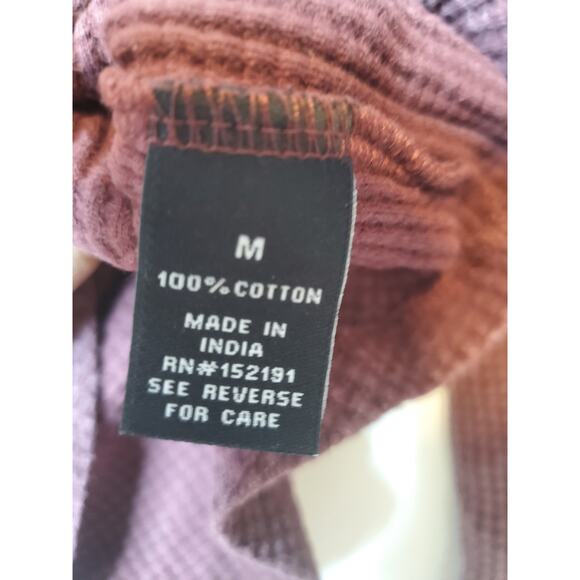 M
100% COTTON
MADE IN
INDIA
RN#152191
SEE REVERSE
FOR CARE